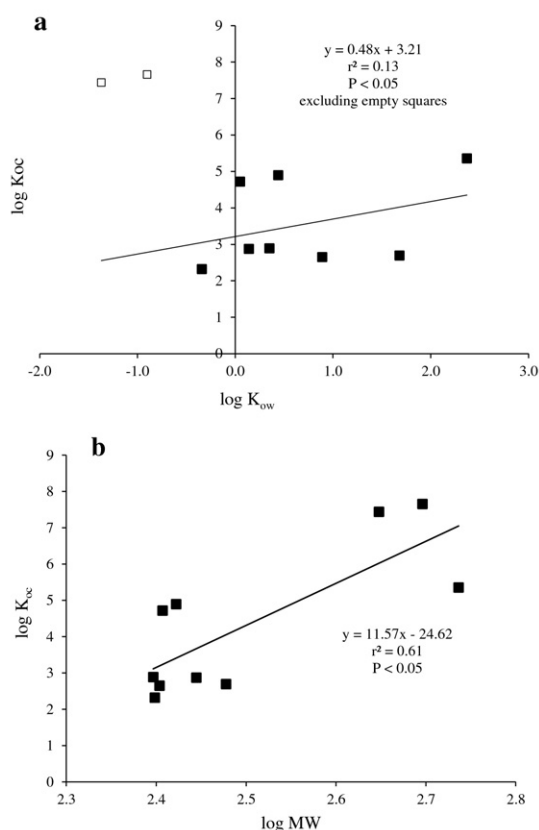 a
9
8
7
6
5
4
3
2
1
0
y = 0.48x + 3.21
r² = 0.13
P < 0.05
excluding empty squares
log Koc
-2.0 -1.0 0.0 1.0 2.0 3.0
log Kow
b
9
8
7
6
5
4
3
2
1
0
y = 11.57x - 24.62
r² = 0.61
P < 0.05
log Koc
2.3 2.4 2.5 2.6 2.7 2.8
log MW